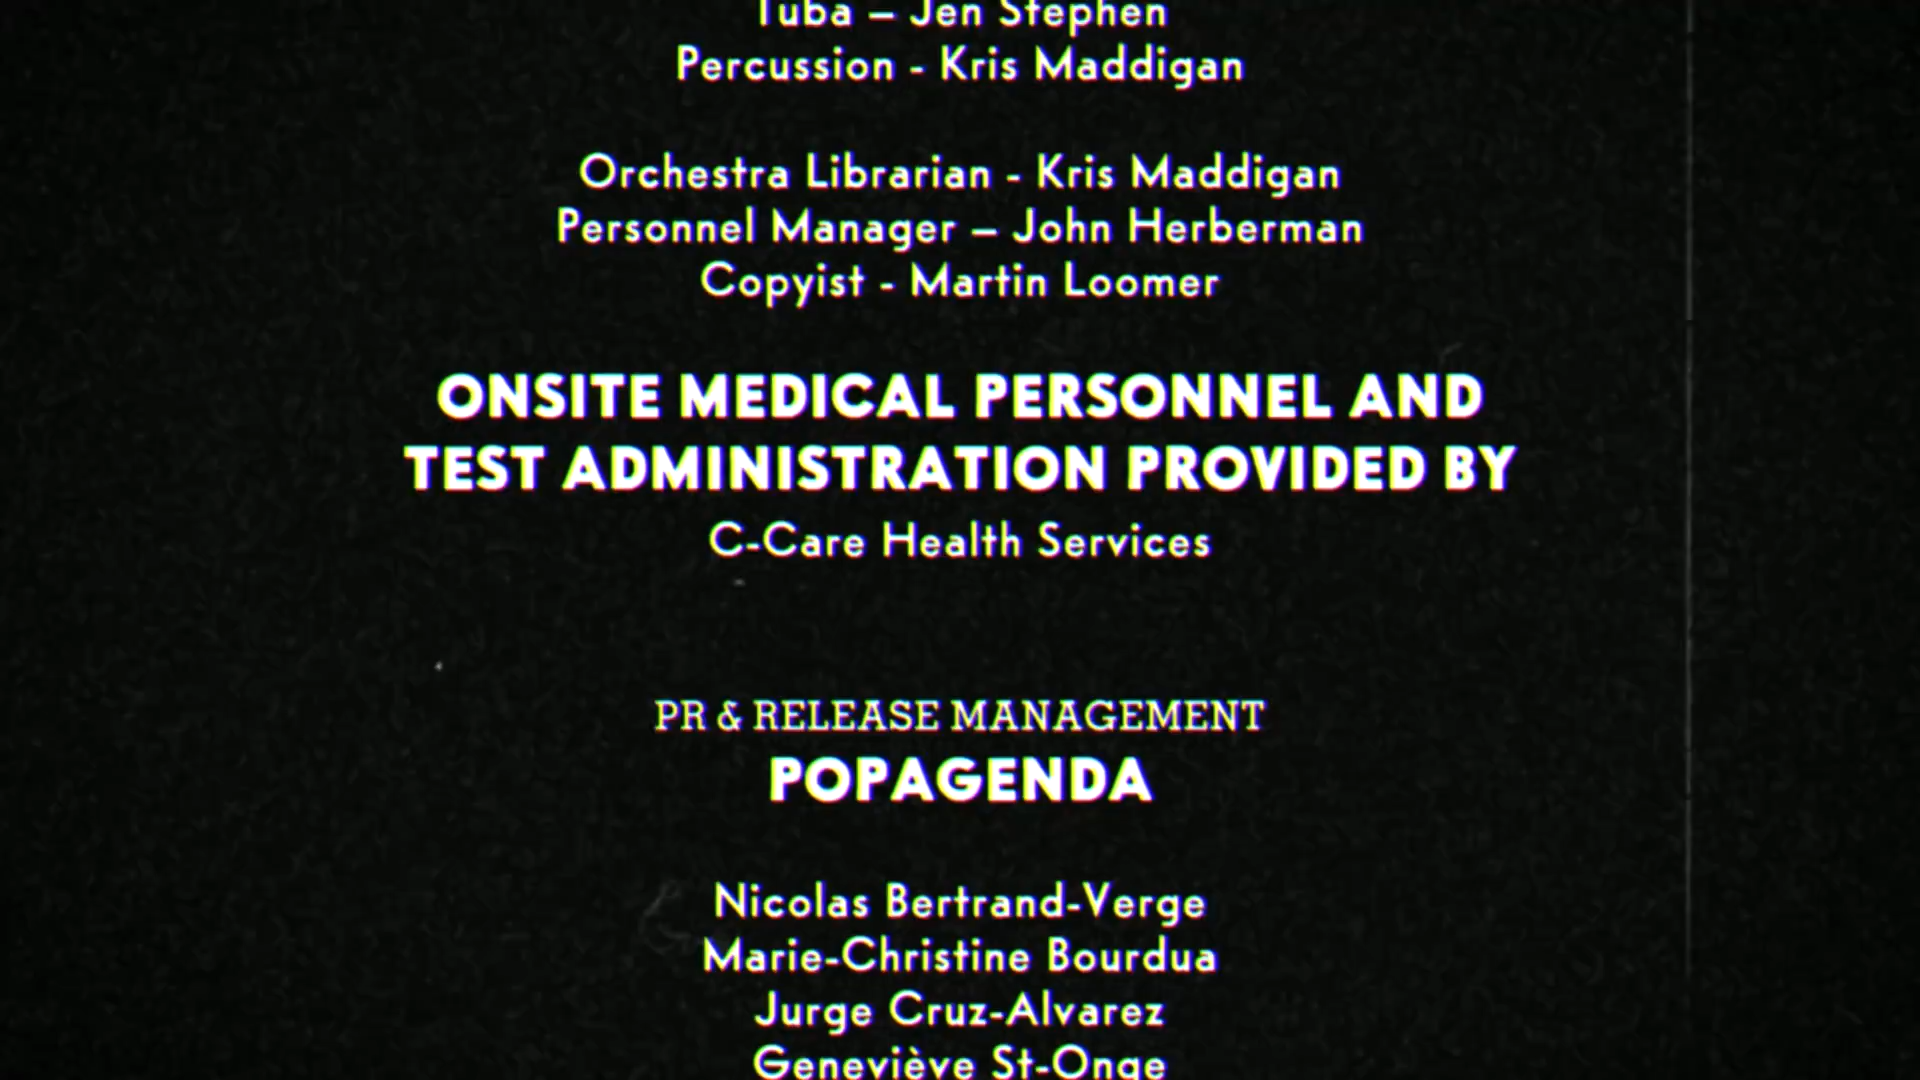 Tuba – Jen Stephen
Percussion - Kris Maddigan
Orchestra Librarian - Kris Maddigan
Personnel Manager – John Herberman
Copyist - Martin Loomer
ONSITE MEDICAL PERSONNEL AND
TEST ADMINISTRATION PROVIDED BY
C-Care Health Services
PR & RELEASE MANAGEMENT
POPAGENDA
Nicolas Bertrand-Verge
Marie-Christine Bourdua
Jurge Cruz-Alvarez
Geneviève St-Onge